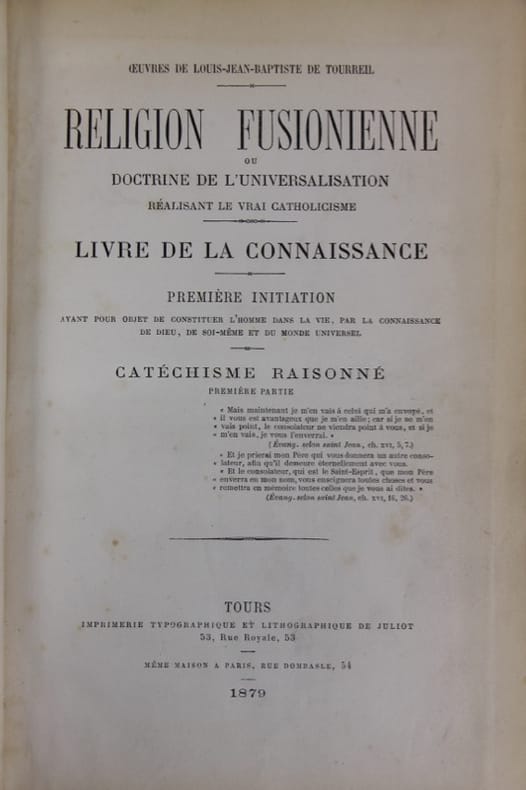 ŒUVRES DE LOUIS-JEAN-BAPTISTE DE TOURREIL
RELIGION FUSIONIENNE
OU
DOCTRINE DE L'UNIVERSALISATION
RÉALISANT LE VRAI CATHOLICISME
LIVRE DE LA CONNAISSANCE
PREMIÈRE INITIATION
AYANT POUR OBJET DE CONSTITUER L'HOMME DANS LA VIE, PAR LA CONNAISSANCE
DE DIEU, DE SOI-MÊME ET DU MONDE UNIVERSEL
CATÉCHISME RAISONNÉ
PREMIÈRE PARTIE
« Mais maintenant je m'en vais à celui qui m'a envoyé, et
« il vous est avantageux que je m'en aille; car si je ne m'en
« vais point, le consolateur ne viendra point à vous, et si je
« m'en vais, je vous l'enverrai. »
(Évang. selon saint Jean, ch. XVI, 5, 7.)
« Et je prierai mon Père qui vous donnera un autre conso-
« lateur, afin qu'il demeure éternellement avec vous.
« Et le consolateur, qui est le Saint-Esprit, que mon Père
« enverra en mon nom, vous enseignera toutes choses et vous
« remettra en mémoire toutes celles que je vous ai dites. »
(Évang. selon saint Jean, ch. XVI, 16, 26.)
TOURS
IMPRIMERIE TYPOGRAPHIQUE ET LITHOGRAPHIQUE DE JULIOT
53, Rue Royale, 53
MÊME MAISON A PARIS, RUE DOMBASLE, 54
1879